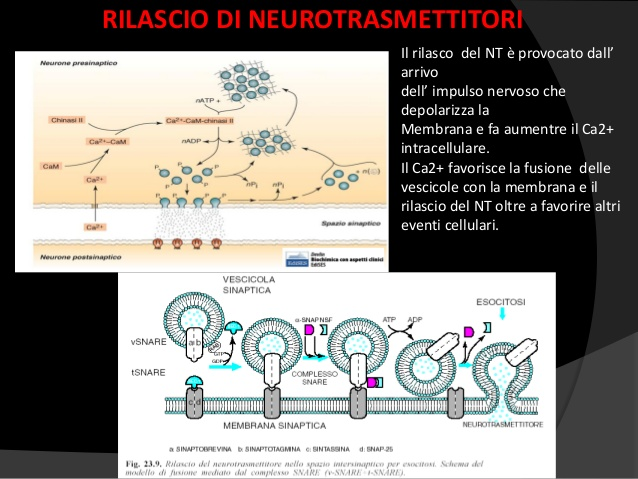 RILASCIO DI NEUROTRASMETTITORI
Il rilasco del NT è provocato dall’
arrivo
dell’ impulso nervoso che
depolarizza la
Membrana e fa aumentre il Ca2+
intracellulare.
Il Ca2+ favorisce la fusione delle
vescicole con la membrana e il
rilascio del NT oltre a favorire altri
eventi cellulari.
Neurone presinaptico
nATP +
Chinasi II
Ca2+-CaM-chinasi II
Ca2+–CaM
nADP
CaM
P P P P P
Ca2+
nPi
nPi
+ n
Ca2+
Spazio sinaptico
Neurone postsinaptico
Biochimica con aspetti clinici
EdiSES
VESCICOLA
SINAPTICA
ESOCITOSI
α-SNAP NSF
ATP ADP
vSNARE
a b
GTP
GDP
tSNARE
COMPLESSO
SNARE
c d
NEUROTRASMETTITORE
MEMBRANA SINAPTICA
a: SINAPTOBREVINA b: SINAPTOTAGMINA c: SINTASSINA d: SNAP-25
Fig. 23.9. Rilascio del neurotrasmettitore nello spazio intersinaptico per esocitosi. Schema del
modello di fusione mediato dal complesso SNARE (v-SNARE+t-SNARE).